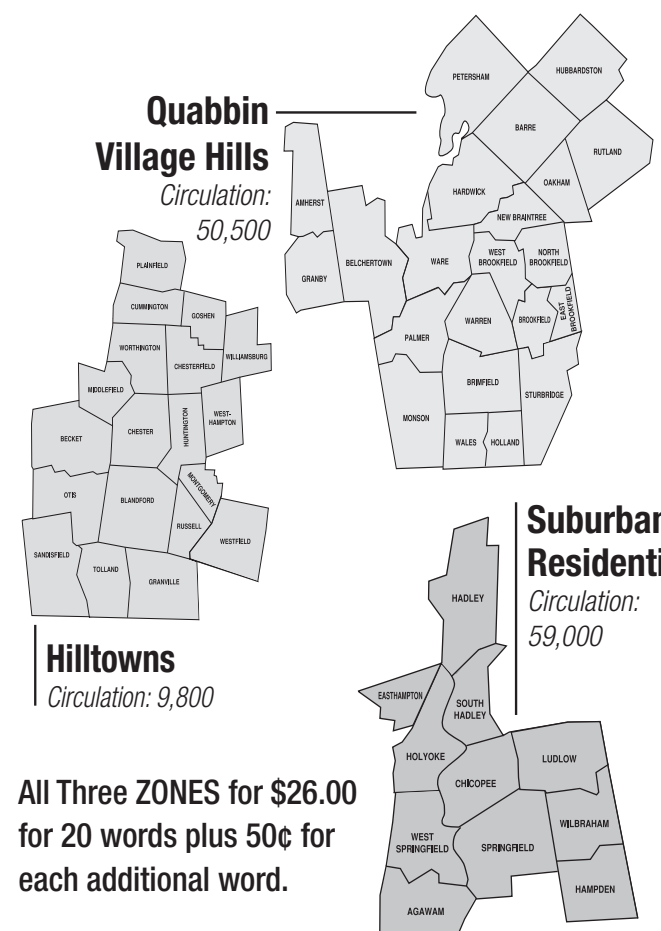 Quabbin
Village Hills
Circulation:
50,500
PETERSHAM
HUBBARDSTON
BARRE
RUTLAND
HARDWICK
OAKHAM
NEW BRAINTREE
AMHERST
GRANBY
BELCHERTOWN
WARE
WEST
BROOKFIELD
NORTH
BROOKFIELD
WARREN
BROOKFIELD
EAST
BROOKFIELD
PALMER
BRIMFIELD
STURBRIDGE
MONSON
WALES
HOLLAND
PLAINFIELD
CUMMINGTON
GOSHEN
WORTHINGTON
CHESTERFIELD
WILLIAMSBURG
MIDDLEFIELD
BECKET
CHESTER
HUNTINGTON
WEST-
HAMPTON
OTIS
BLANDFORD
MONTGOMERY
RUSSELL
WESTFIELD
SANDISFIELD
TOLLAND
GRANVILLE
Hilltowns
Circulation: 9,800
Suburban
Residenti
Circulation:
59,000
HADLEY
EASTHAMPTON
SOUTH
HADLEY
HOLYOKE
CHICOPEE
LUDLOW
WEST
SPRINGFIELD
SPRINGFIELD
WILBRAHAM
HAMPDEN
AGAWAM
All Three ZONES for $26.00
for 20 words plus 50¢ for
each additional word.